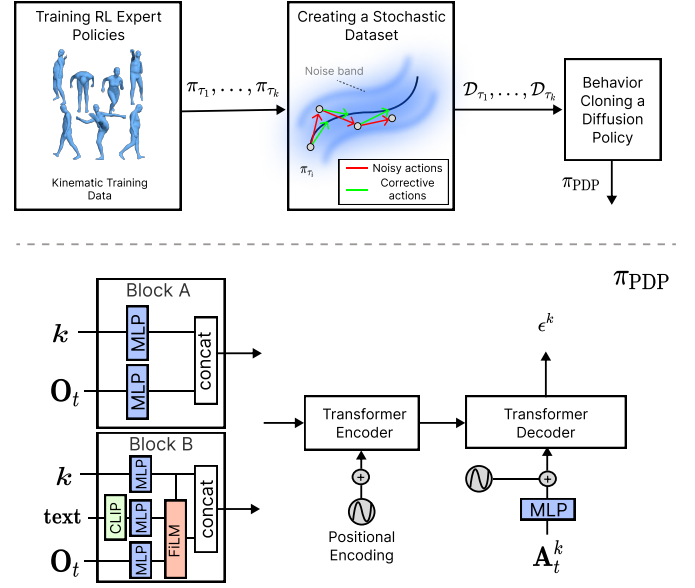 Training RL Expert
Policies
Kinematic Training
Data
π_{τ_1}, . . . , π_{τ_k}
Creating a Stochastic
Dataset
Noise band
π_{τ_i}
Noisy actions
Corrective
actions
𝒟_{τ_1}, . . . , 𝒟_{τ_k}
Behavior
Cloning a
Diffusion
Policy
π_PDP
π_PDP
Block A
k
MLP
O_t
MLP
concat
Block B
k
MLP
text
CLIP
MLP
O_t
MLP
FiLM
concat
Transformer
Encoder
+
Positional
Encoding
ϵ^k
Transformer
Decoder
+
MLP
A_t^k